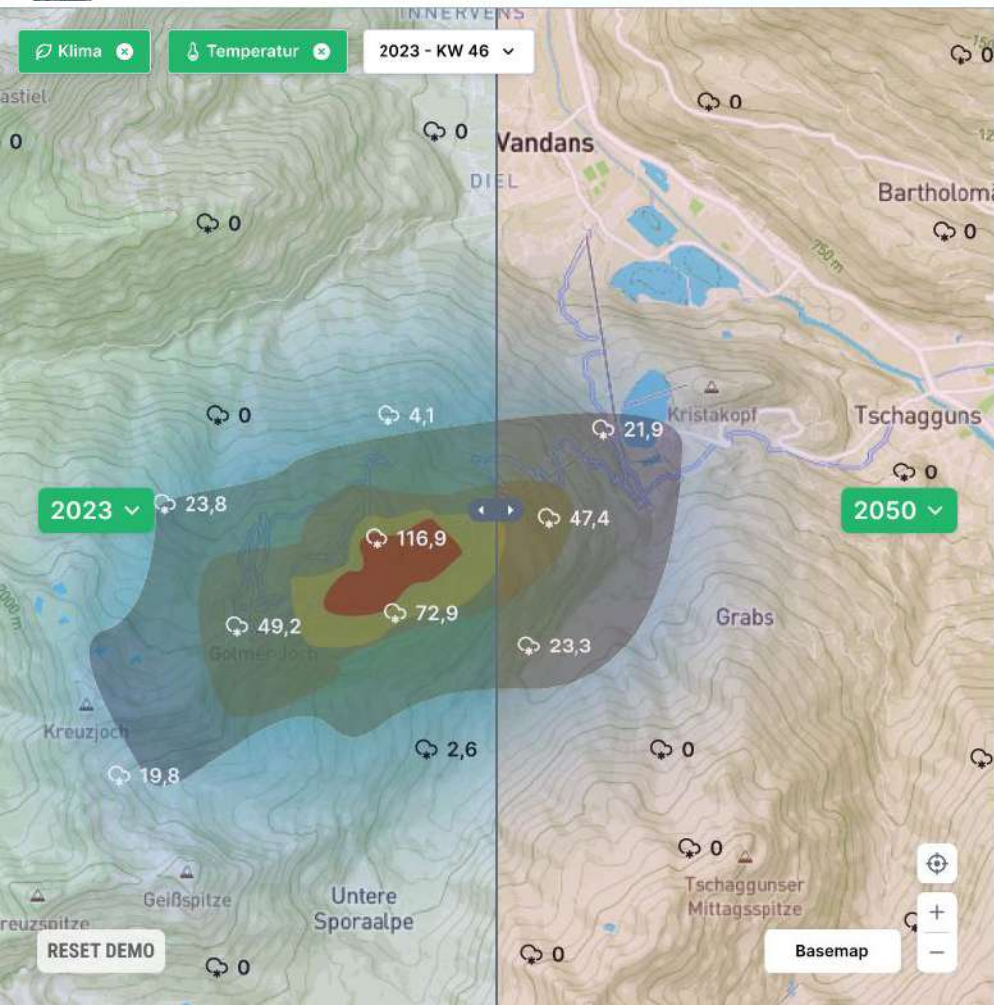 INNERVENS
Klima
Temperatur
2023 - KW 46
0
0
astiel
0
0
Vandans
DIEL
Bartholomä
0
0
750 m
0
4,1
Kristakopf
21,9
Tschagguns
0
23,8
2023
2050
116,9
47,4
2000 m
49,2
72,9
Golmer Joch
Grabs
23,3
Kreuzjoch
2,6
0
19,8
0
Geißspitze
Untere
Sporaalpe
Tschaggunser
Mittagsspitze
reuzspitze
RESET DEMO
0
0
Basemap
+
−